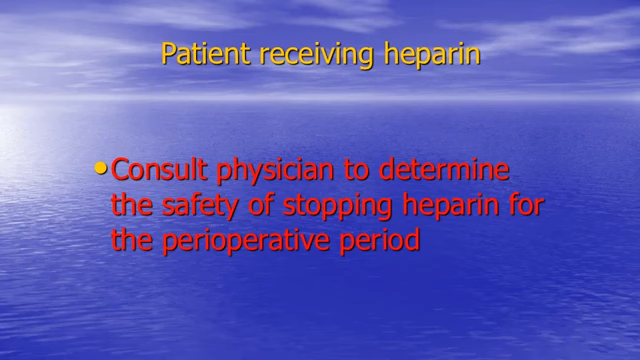 Patient receiving heparin
•Consult physician to determine
the safety of stopping heparin for
the perioperative period